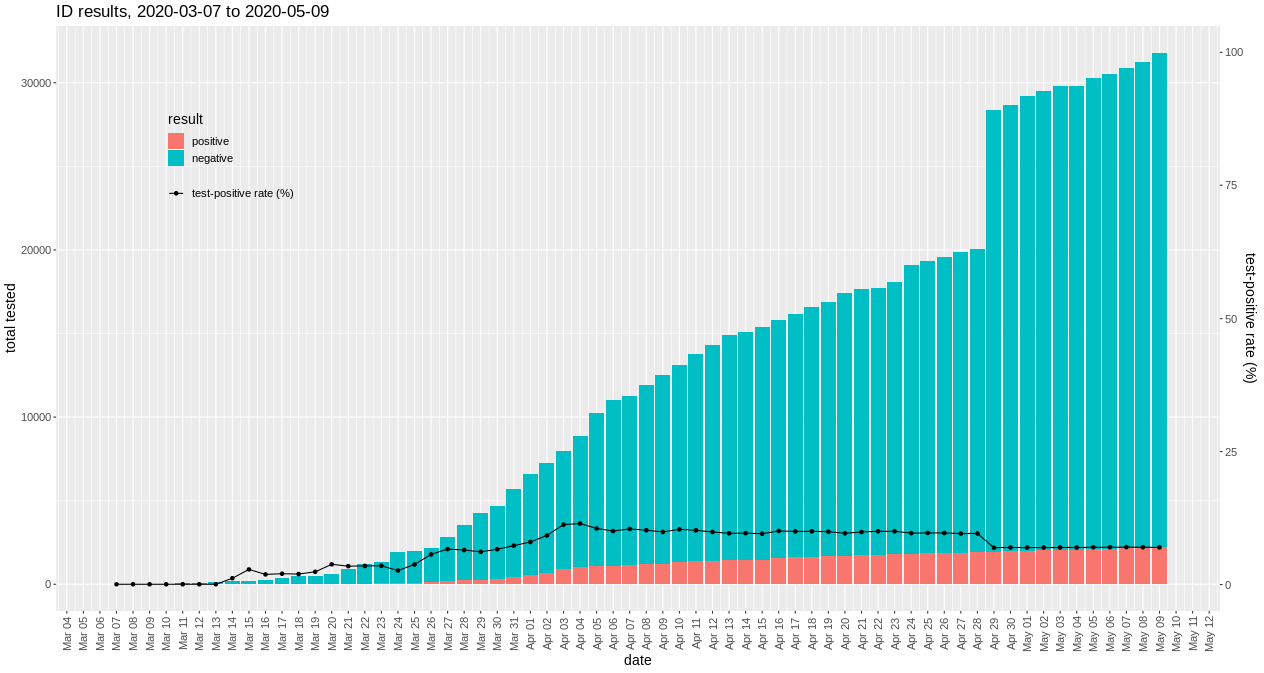 ID results, 2020-03-07 to 2020-05-09
result
positive
negative
test-positive rate (%)
total tested
30000
20000
10000
0
100
75
50
25
0
test-positive rate (%)
Mar 04
Mar 05
Mar 06
Mar 07
Mar 08
Mar 09
Mar 10
Mar 11
Mar 12
Mar 13
Mar 14
Mar 15
Mar 16
Mar 17
Mar 18
Mar 19
Mar 20
Mar 21
Mar 22
Mar 23
Mar 24
Mar 25
Mar 26
Mar 27
Mar 28
Mar 29
Mar 30
Mar 31
Apr 01
Apr 02
Apr 03
Apr 04
Apr 05
Apr 06
Apr 07
Apr 08
Apr 09
Apr 10
Apr 11
Apr 12
Apr 13
Apr 14
Apr 15
Apr 16
Apr 17
Apr 18
Apr 19
Apr 20
Apr 21
Apr 22
Apr 23
Apr 24
Apr 25
Apr 26
Apr 27
Apr 28
Apr 29
Apr 30
May 01
May 02
May 03
May 04
May 05
May 06
May 07
May 08
May 09
May 10
May 11
May 12
date